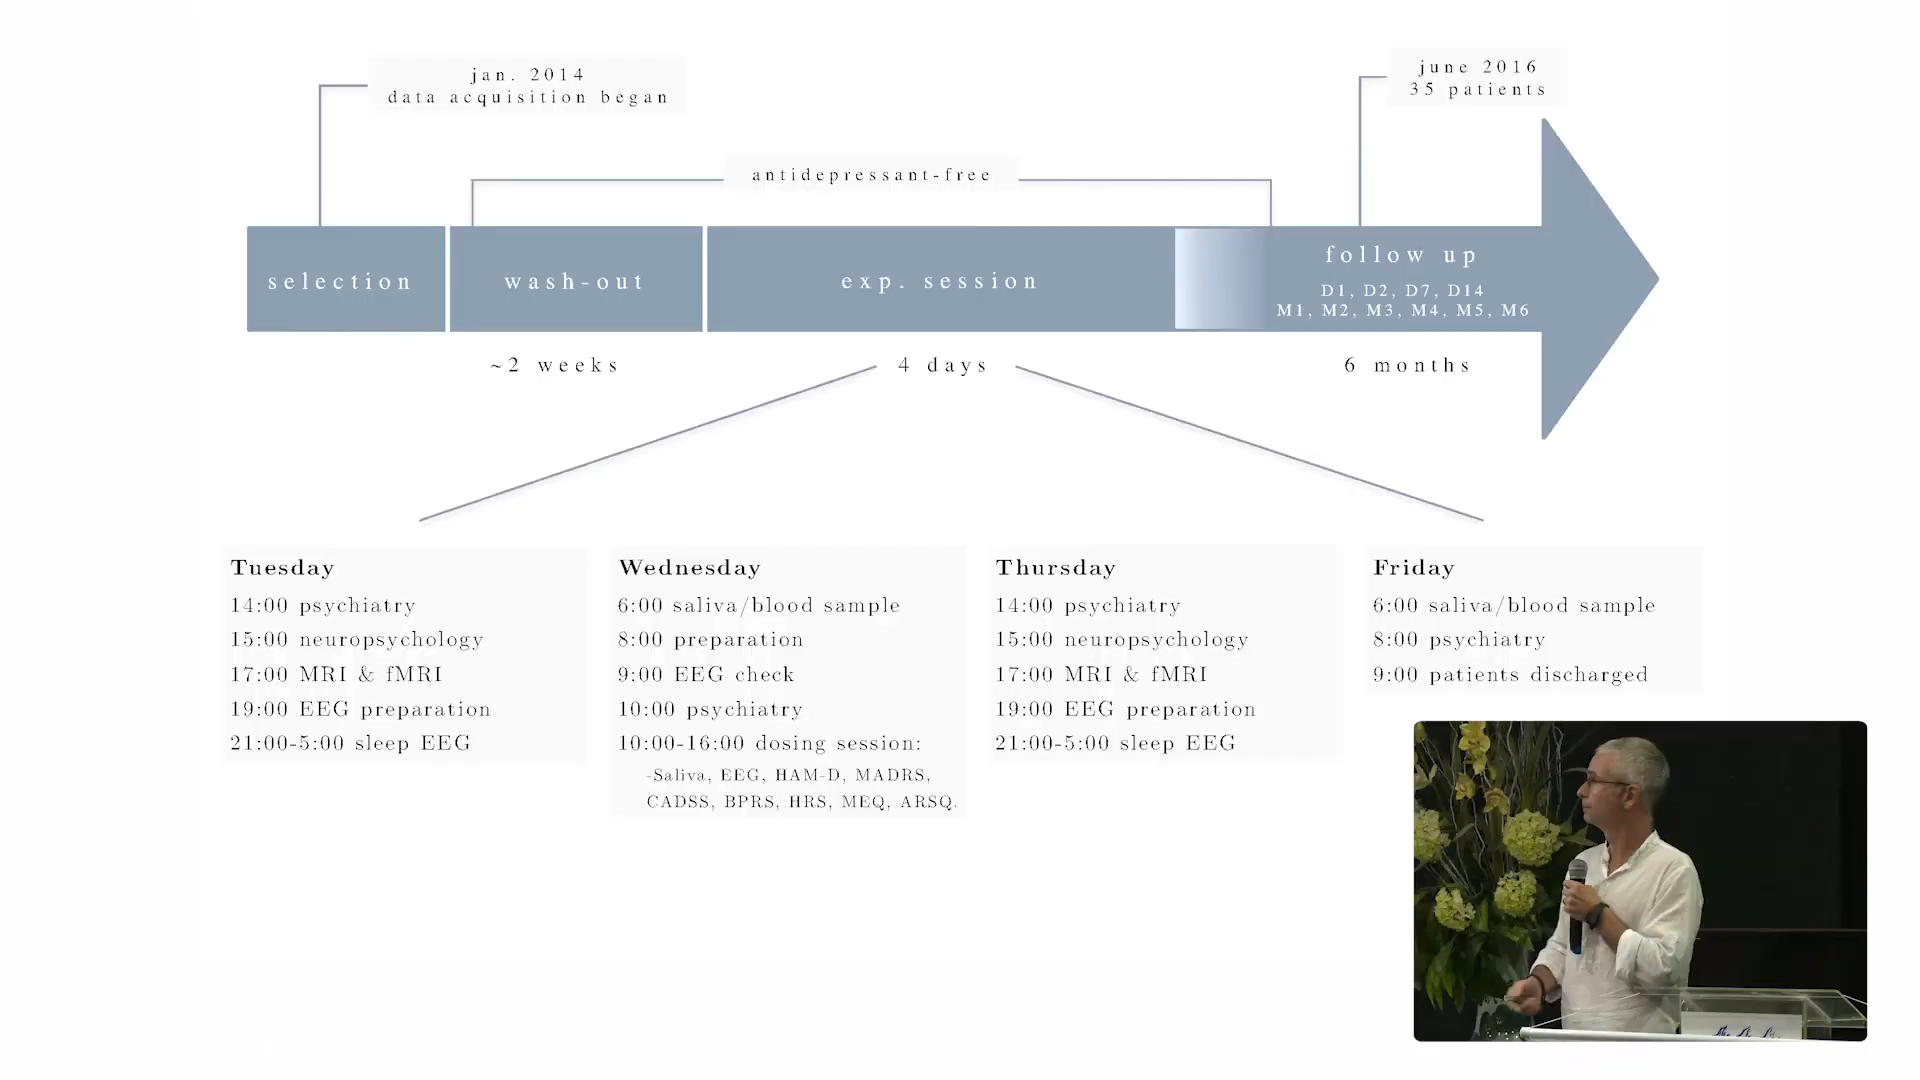 jan. 2014
data acquisition began
june 2016
35 patients
antidepressant-free
selection
wash-out
exp. session
follow up
D1, D2, D7, D14
M1, M2, M3, M4, M5, M6
~2 weeks
4 days
6 months
Tuesday
14:00 psychiatry
15:00 neuropsychology
17:00 MRI & fMRI
19:00 EEG preparation
21:00-5:00 sleep EEG
Wednesday
6:00 saliva/blood sample
8:00 preparation
9:00 EEG check
10:00 psychiatry
10:00-16:00 dosing session:
-Saliva, EEG, HAM-D, MADRS,
CADSS, BPRS, HRS, MEQ, ARSQ.
Thursday
14:00 psychiatry
15:00 neuropsychology
17:00 MRI & fMRI
19:00 EEG preparation
21:00-5:00 sleep EEG
Friday
6:00 saliva/blood sample
8:00 psychiatry
9:00 patients discharged